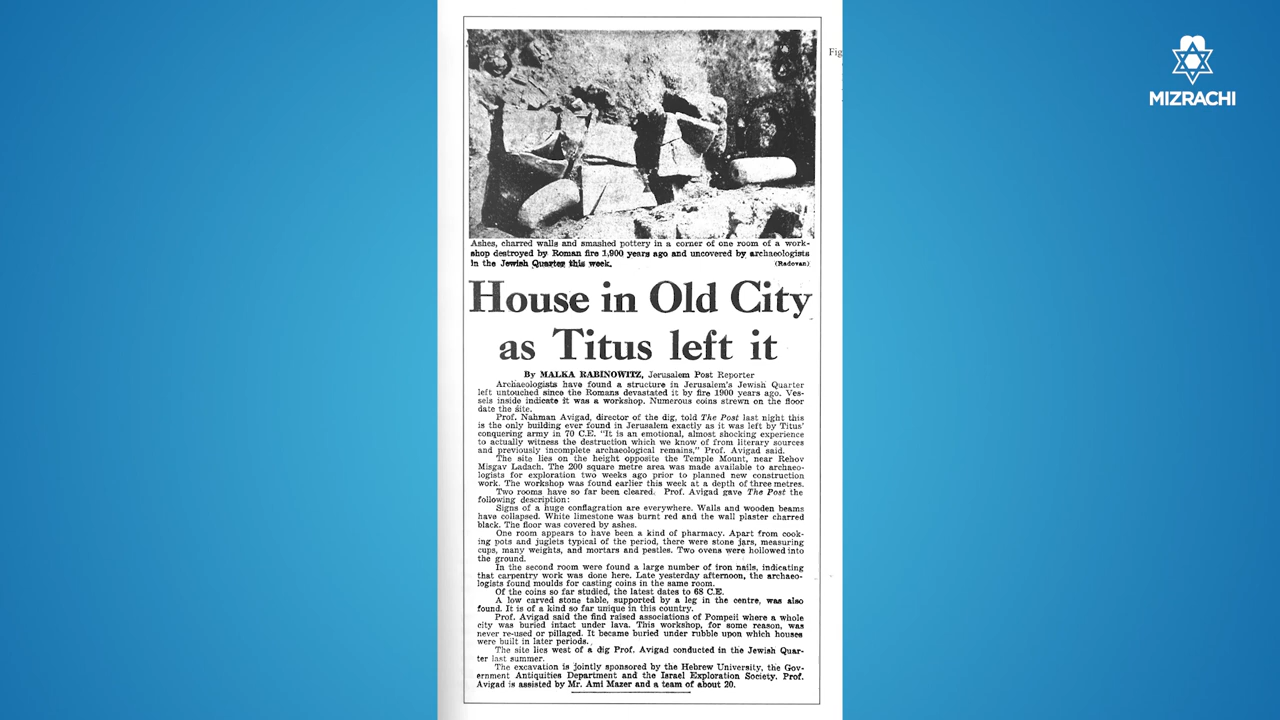 MIZRACHI
Fig
Ashes, charred walls and smashed pottery in a corner of one room of a work-
shop destroyed by Roman fire 1,900 years ago and uncovered by archaeologists
in the Jewish Quarter this week. (Radovan)
House in Old City
as Titus left it
By MALKA RABINOWITZ, Jerusalem Post Reporter
Archaeologists have found a structure in Jerusalem's Jewish Quarter
left untouched since the Romans devastated it by fire 1900 years ago. Ves-
sels inside indicate it was a workshop. Numerous coins strewn on the floor
date the site.
Prof. Nahman Avigad, director of the dig, told The Post last night this
is the only building ever found in Jerusalem exactly as it was left by Titus'
conquering army in 70 C.E. "It is an emotional, almost shocking experience
to actually witness the destruction which we know of from literary sources
and previously incomplete archaeological remains," Prof. Avigad said.
The site lies on the height opposite the Temple Mount, near Rehov
Misgav Ladach. The 200 square metre area was made available to archaeo-
logists for exploration two weeks ago prior to planned new construction
work. The workshop was found earlier this week at a depth of three metres.
Two rooms have so far been cleared. Prof. Avigad gave The Post the
following description:
Signs of a huge conflagration are everywhere. Walls and wooden beams
have collapsed. White limestone was burnt red and the wall plaster charred
black. The floor was covered by ashes.
One room appears to have been a kind of pharmacy. Apart from cook-
ing pots and juglets typical of the period, there were stone jars, measuring
cups, many weights, and mortars and pestles. Two ovens were hollowed into
the ground.
In the second room were found a large number of iron nails, indicating
that carpentry work was done here. Late yesterday afternoon, the archaeo-
logists found moulds for casting coins in the same room.
Of the coins so far studied, the latest dates to 68 C.E.
A low carved stone table, supported by a leg in the centre, was also
found. It is of a kind so far unique in this country.
Prof. Avigad said the find raised associations of Pompeii where a whole
city was buried intact under lava. This workshop, for some reason, was
never re-used or pillaged. It became buried under rubble upon which houses
were built in later periods.
The site lies west of a dig Prof. Avigad conducted in the Jewish Quar-
ter last summer.
The excavation is jointly sponsored by the Hebrew University, the Gov-
ernment Antiquities Department and the Israel Exploration Society. Prof.
Avigad is assisted by Mr. Ami Mazer and a team of about 20.